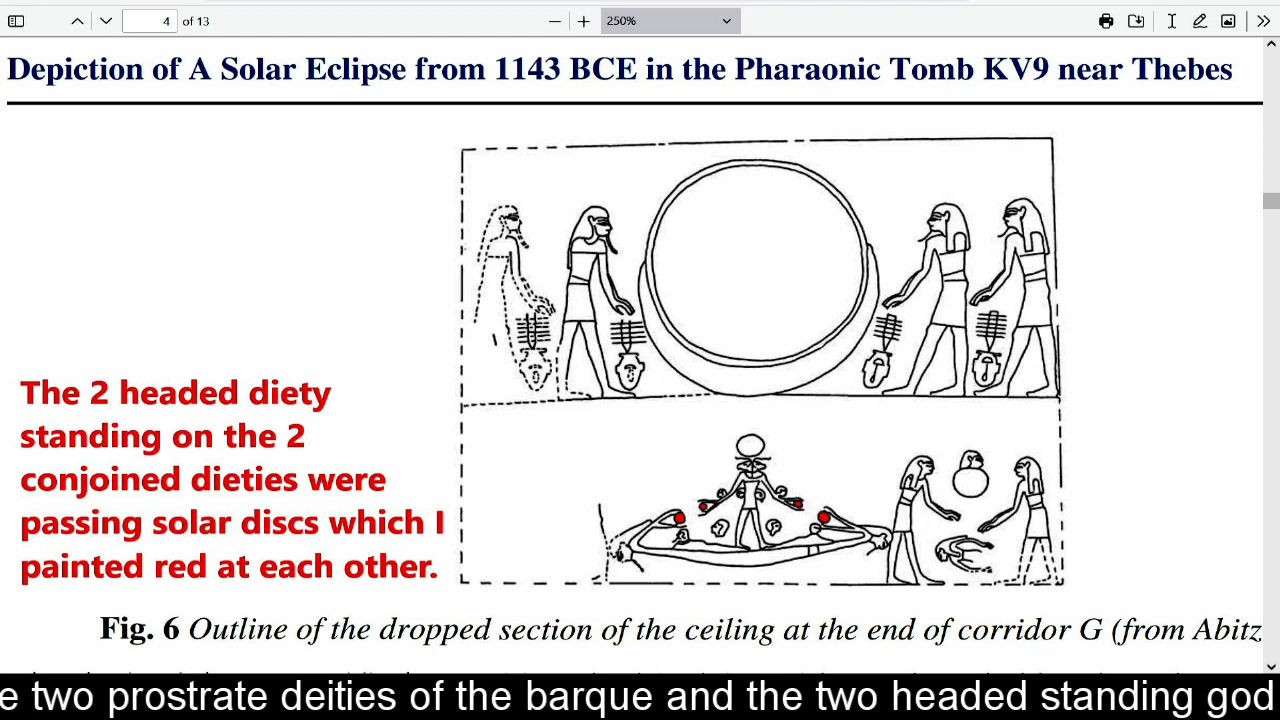 4 of 13
250%
Depiction of A Solar Eclipse from 1143 BCE in the Pharaonic Tomb KV9 near Thebes
The 2 headed diety
standing on the 2
conjoined dieties were
passing solar discs which I
painted red at each other.
Fig. 6 Outline of the dropped section of the ceiling at the end of corridor G (from Abitz
e two prostrate deities of the barque and the two headed standing god